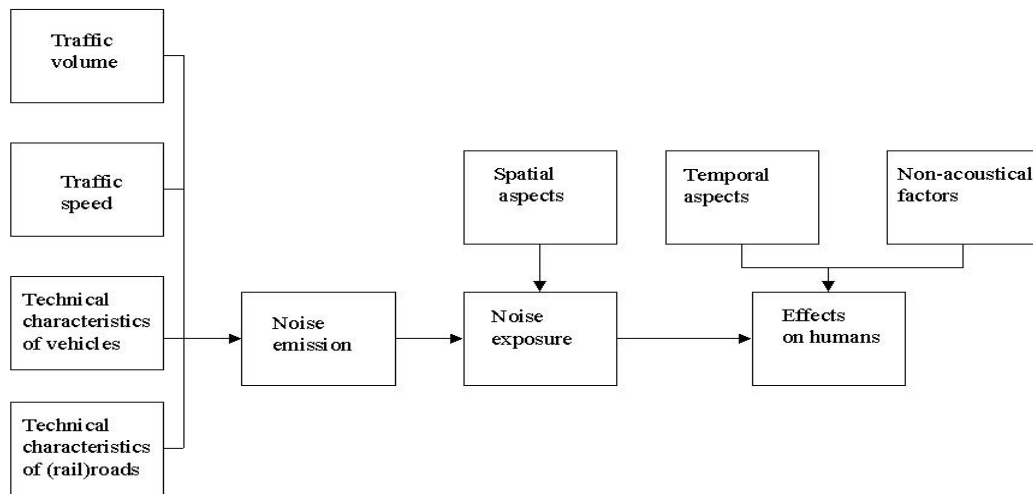 Traffic
volume
Traffic
speed
Technical
characteristics
of vehicles
Technical
characteristics
of (rail)roads
Noise
emission
Spatial
aspects
Noise
exposure
Temporal
aspects
Non-acoustical
factors
Effects
on humans